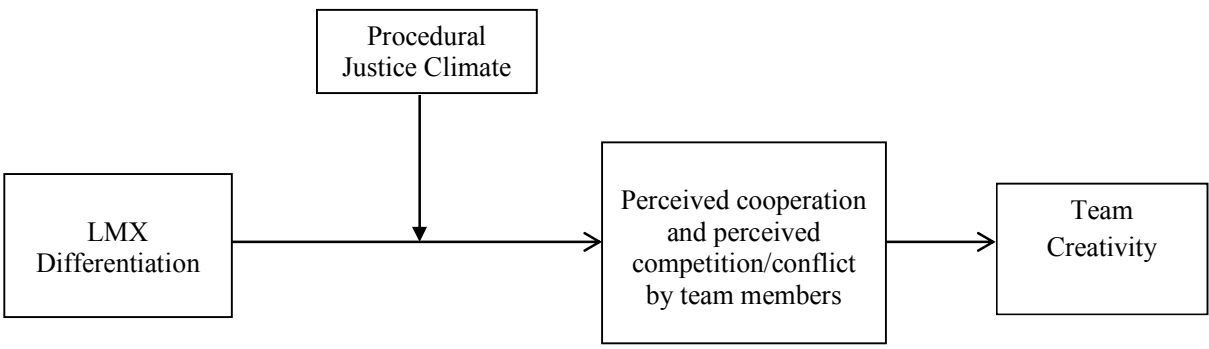 Procedural
Justice Climate
LMX
Differentiation
Perceived cooperation
and perceived
competition/conflict
by team members
Team
Creativity